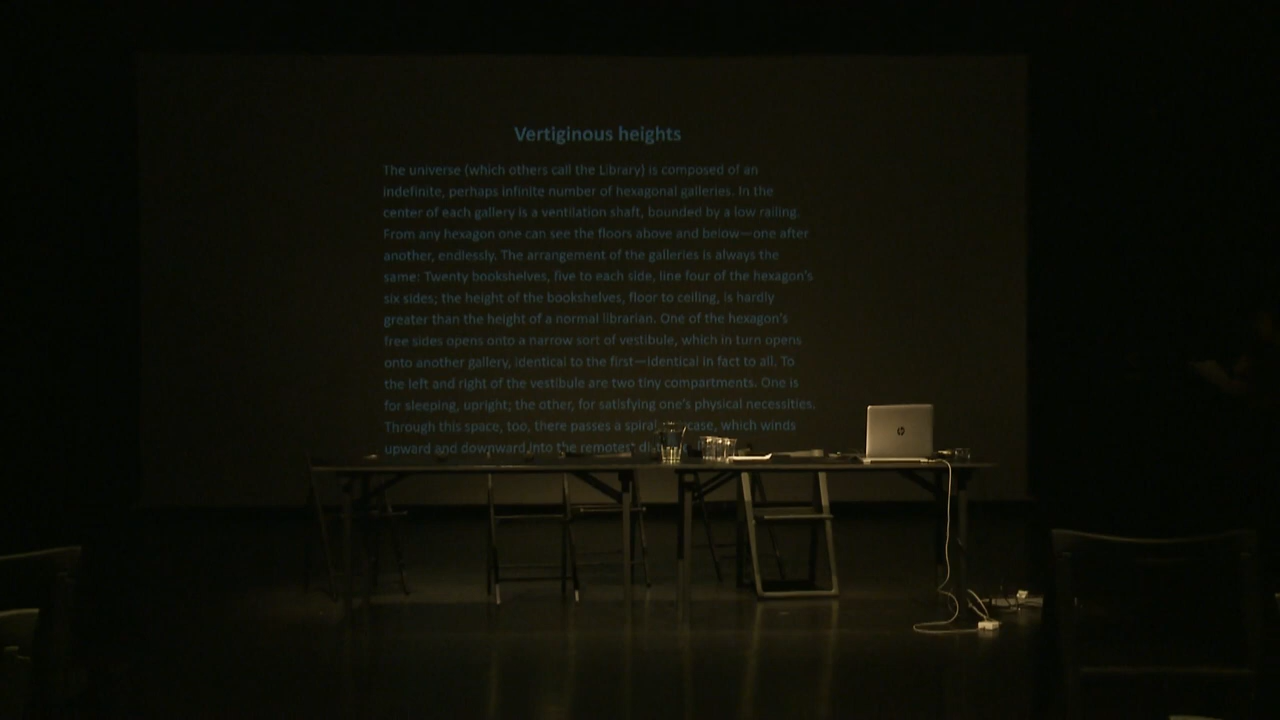 Vertiginous heights
The universe (which others call the Library) is composed of an
indefinite, perhaps infinite number of hexagonal galleries. In the
center of each gallery is a ventilation shaft, bounded by a low railing.
From any hexagon one can see the floors above and below—one after
another, endlessly. The arrangement of the galleries is always the
same: Twenty bookshelves, five to each side, line four of the hexagon's
six sides; the height of the bookshelves, floor to ceiling, is hardly
greater than the height of a normal librarian. One of the hexagon's
free sides opens onto a narrow sort of vestibule, which in turn opens
onto another gallery, identical to the first—identical in fact to all. To
the left and right of the vestibule are two tiny compartments. One is
for sleeping, upright; the other, for satisfying one's physical necessities.
Through this space, too, there passes a spiral case, which winds
upward and downward into the remotest
hp